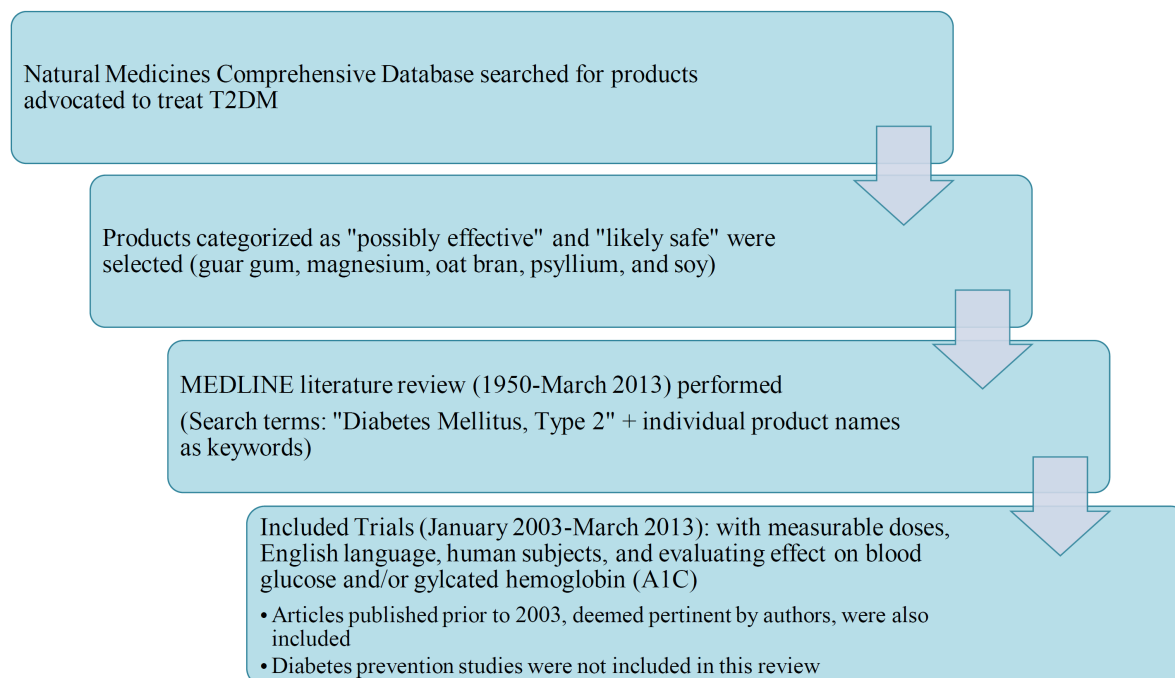 Natural Medicines Comprehensive Database searched for products
advocated to treat T2DM
Products categorized as "possibly effective" and "likely safe" were
selected (guar gum, magnesium, oat bran, psyllium, and soy)
MEDLINE literature review (1950-March 2013) performed
(Search terms: "Diabetes Mellitus, Type 2" + individual product names
as keywords)
Included Trials (January 2003-March 2013): with measurable doses,
English language, human subjects, and evaluating effect on blood
glucose and/or gylcated hemoglobin (A1C)
• Articles published prior to 2003, deemed pertinent by authors, were also
included
• Diabetes prevention studies were not included in this review